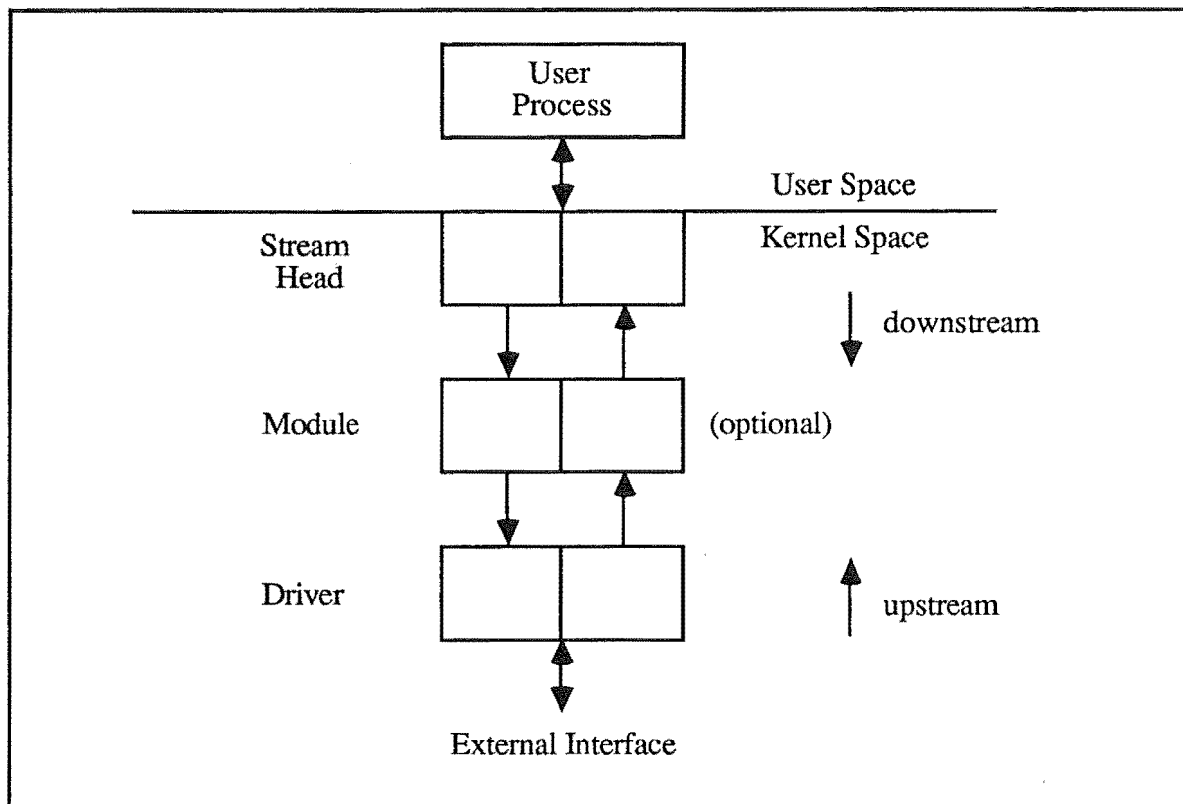 User
Process
User Space
Kernel Space
Stream
Head
downstream
Module
(optional)
Driver
upstream
External Interface